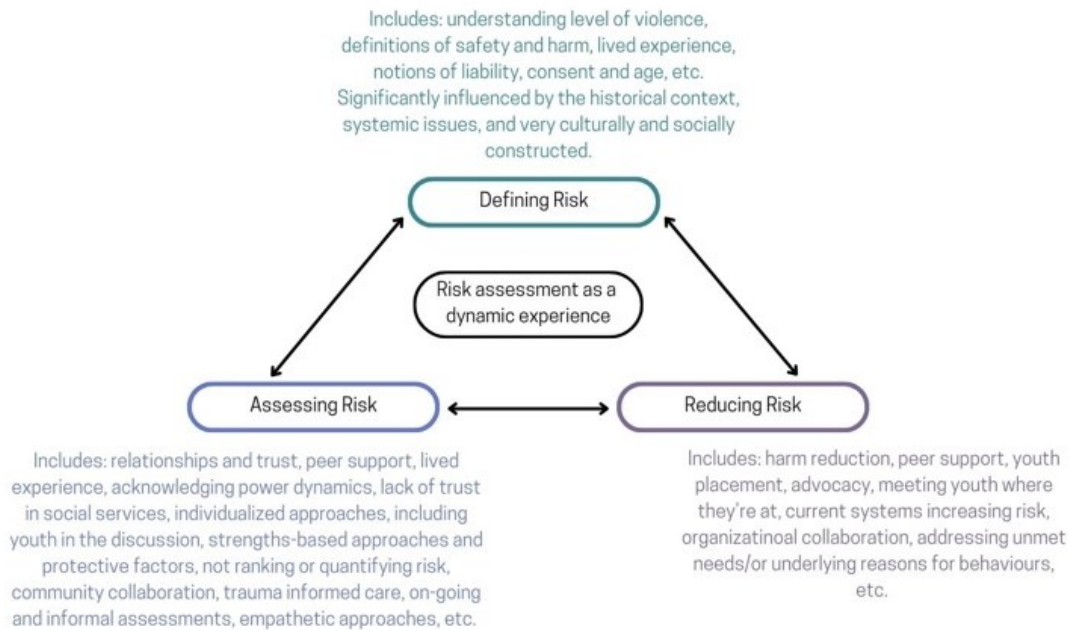 Includes: understanding level of violence,
definitions of safety and harm, lived experience,
notions of liability, consent and age, etc.
Significantly influenced by the historical context,
systemic issues, and very culturally and socially
constructed.
Defining Risk
Risk assessment as a
dynamic experience
Assessing Risk
Reducing Risk
Includes: relationships and trust, peer support, lived
experience, acknowledging power dynamics, lack of trust
in social services, individualized approaches, including
youth in the discussion, strengths-based approaches and
protective factors, not ranking or quantifying risk,
community collaboration, trauma informed care, on-going
and informal assessments, empathetic approaches, etc.
Includes: harm reduction, peer support, youth
placement, advocacy, meeting youth where
they're at, current systems increasing risk,
organizatinoal collaboration, addressing unmet
needs/or underlying reasons for behaviours,
etc.